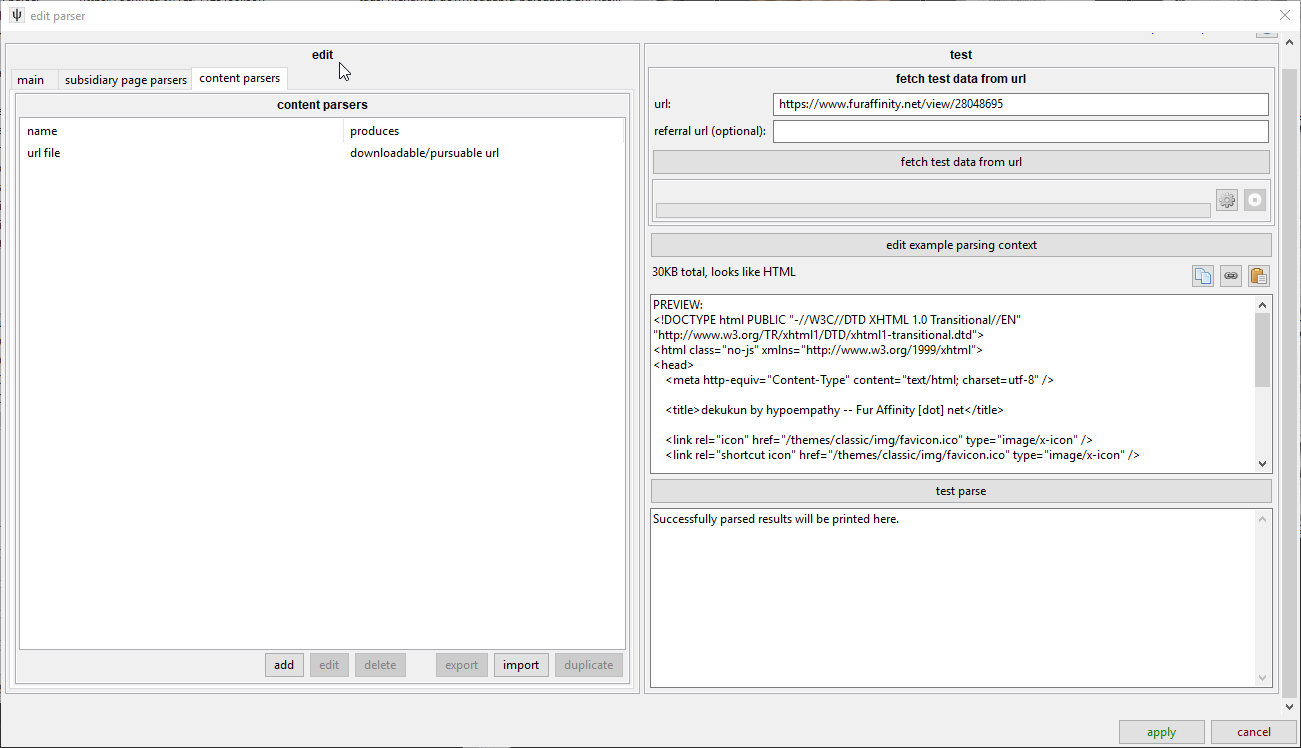 edit parser
edit
main
subsidiary page parsers
content parsers
content parsers
name
produces
url file
downloadable/pursuable url
add
edit
delete
export
import
duplicate
test
fetch test data from url
url:
https://www.furaffinity.net/view/28048695
referral url (optional):
fetch test data from url
edit example parsing context
30KB total, looks like HTML
PREVIEW:
<!DOCTYPE html PUBLIC "-//W3C//DTD XHTML 1.0 Transitional//EN"
"http://www.w3.org/TR/xhtml1/DTD/xhtml1-transitional.dtd">
<html class="no-js" xmlns="http://www.w3.org/1999/xhtml">
<head>
<meta http-equiv="Content-Type" content="text/html; charset=utf-8" />
<title>dekukun by hypoempathy -- Fur Affinity [dot] net</title>
<link rel="icon" href="/themes/classic/img/favicon.ico" type="image/x-icon" />
<link rel="shortcut icon" href="/themes/classic/img/favicon.ico" type="image/x-icon" />
test parse
Successfully parsed results will be printed here.
apply
cancel